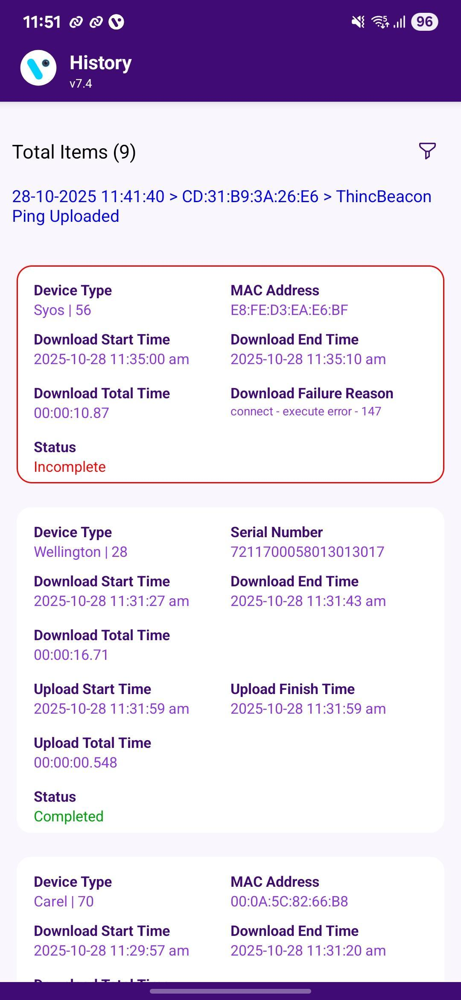 11:51
5
96
History
v7.4
Total Items (9)
28-10-2025 11:41:40 > CD:31:B9:3A:26:E6 > ThincBeacon
Ping Uploaded
Device Type
MAC Address
Syos | 56
E8:FE:D3:EA:E6:BF
Download Start Time
Download End Time
2025-10-28 11:35:00 am
2025-10-28 11:35:10 am
Download Total Time
Download Failure Reason
00:00:10.87
connect - execute error - 147
Status
Incomplete
Device Type
Serial Number
Wellington | 28
7211700058013013017
Download Start Time
Download End Time
2025-10-28 11:31:27 am
2025-10-28 11:31:43 am
Download Total Time
00:00:16.71
Upload Start Time
Upload Finish Time
2025-10-28 11:31:59 am
2025-10-28 11:31:59 am
Upload Total Time
00:00:00.548
Status
Completed
Device Type
MAC Address
Carel | 70
00:0A:5C:82:66:B8
Download Start Time
Download End Time
2025-10-28 11:29:57 am
2025-10-28 11:31:20 am